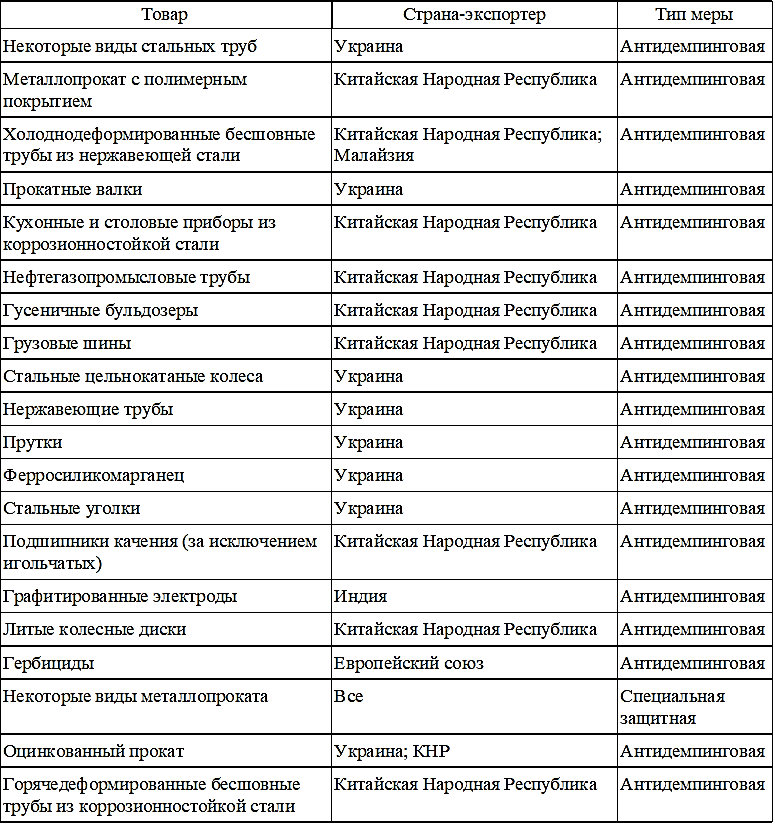 Товар Страна-экспортер Тип меры
Некоторые виды стальных труб Украина Антидемпинговая
Металлопрокат с полимерным Китайская Народная Республика Антидемпинговая
покрытием
Холоднодеформированные бесшовные Китайская Народная Республика; Антидемпинговая
трубы из нержавеющей стали Малайзия
Прокатные валки Украина Антидемпинговая
Кухонные и столовые приборы из Китайская Народная Республика Антидемпинговая
коррозионностойкой стали
Нефтегазопромысловые трубы Китайская Народная Республика Антидемпинговая
Гусеничные бульдозеры Китайская Народная Республика Антидемпинговая
Грузовые шины Китайская Народная Республика Антидемпинговая
Стальные цельнокатаные колеса Украина Антидемпинговая
Нержавеющие трубы Украина Антидемпинговая
Прутки Украина Антидемпинговая
Ферросиликомарганец Украина Антидемпинговая
Стальные уголки Украина Антидемпинговая
Подшипники качения (за исключением Китайская Народная Республика Антидемпинговая
игольчатых)
Графитированные электроды Индия Антидемпинговая
Литые колесные диски Китайская Народная Республика Антидемпинговая
Гербициды Европейский союз Антидемпинговая
Некоторые виды металлопроката Все Специальная
защитная
Оцинкованный прокат Украина; КНР Антидемпинговая
Горячедеформированные бесшовные Китайская Народная Республика Антидемпинговая
трубы из коррозионностойкой стали